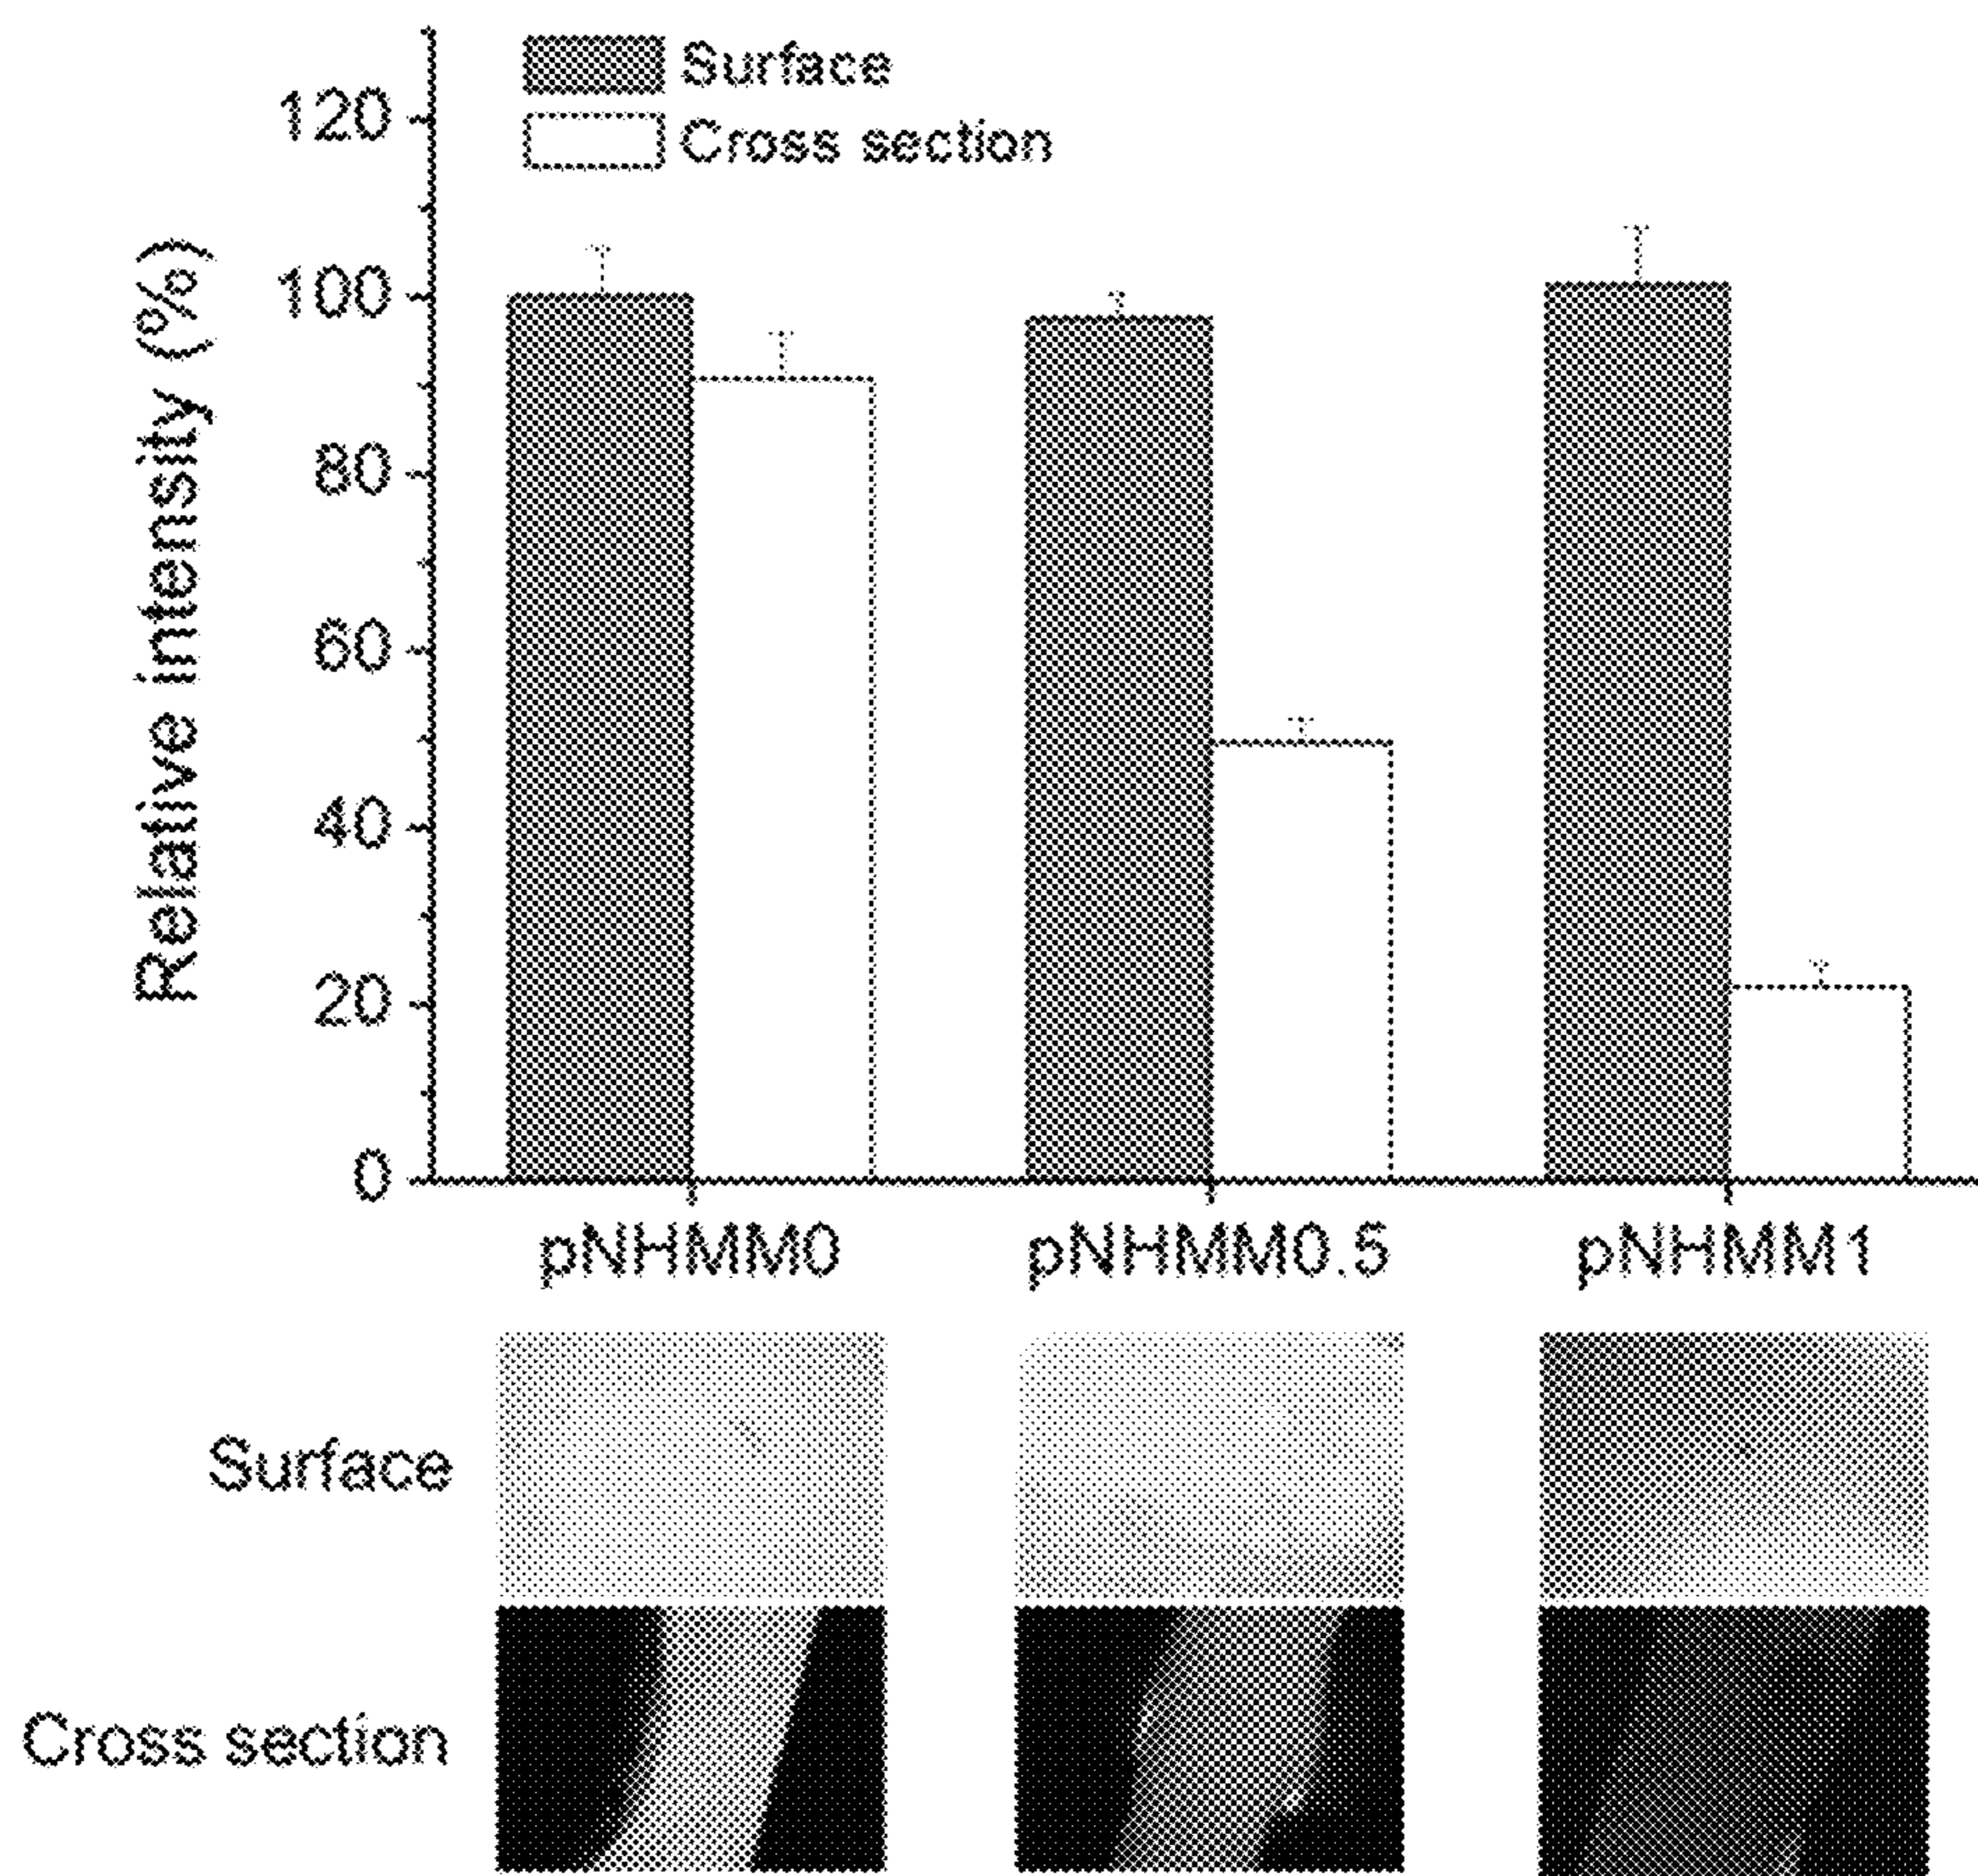 Surface
Cross section
Relative intensity (%)
120
100
80
60
40
20
0
pNHMM0 pNHMM0.5 pNHMM1
Surface
Cross section